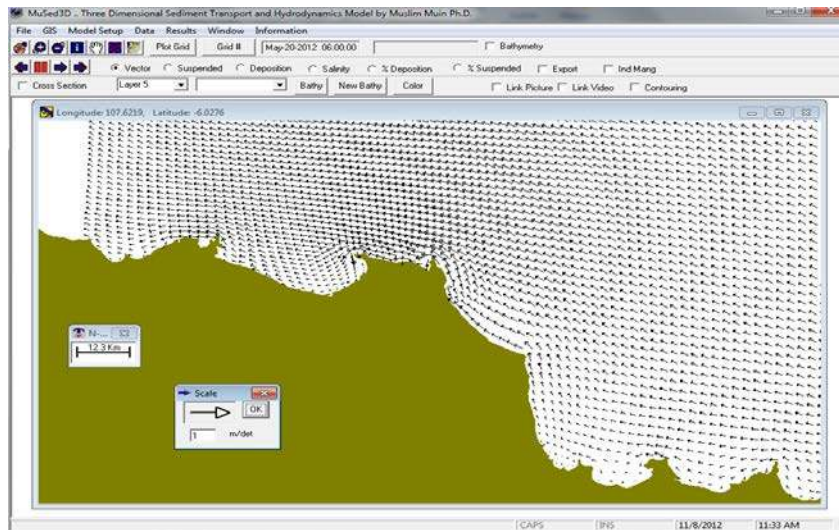 MuSed3D .. Three Dimensional Sediment Transport and Hydrodynamics Model by Muslim Muin Ph.D.
File GIS Model Setup Data Results Window Information
Plot Grid Grid # May-20-2012 06:00:00 Bathymetry
Vector Suspended Deposition Salinity % Deposition % Suspended Export Ind Mang
Cross Section Layer 5 Bathy New Bathy Color Link Picture Link Video Contouring
Longitude: 107.6219, Latitude: -6.0276
N-...
12.3 Km
Scale
OK
1 m/det
CAPS INS 11/8/2012 11:33 AM